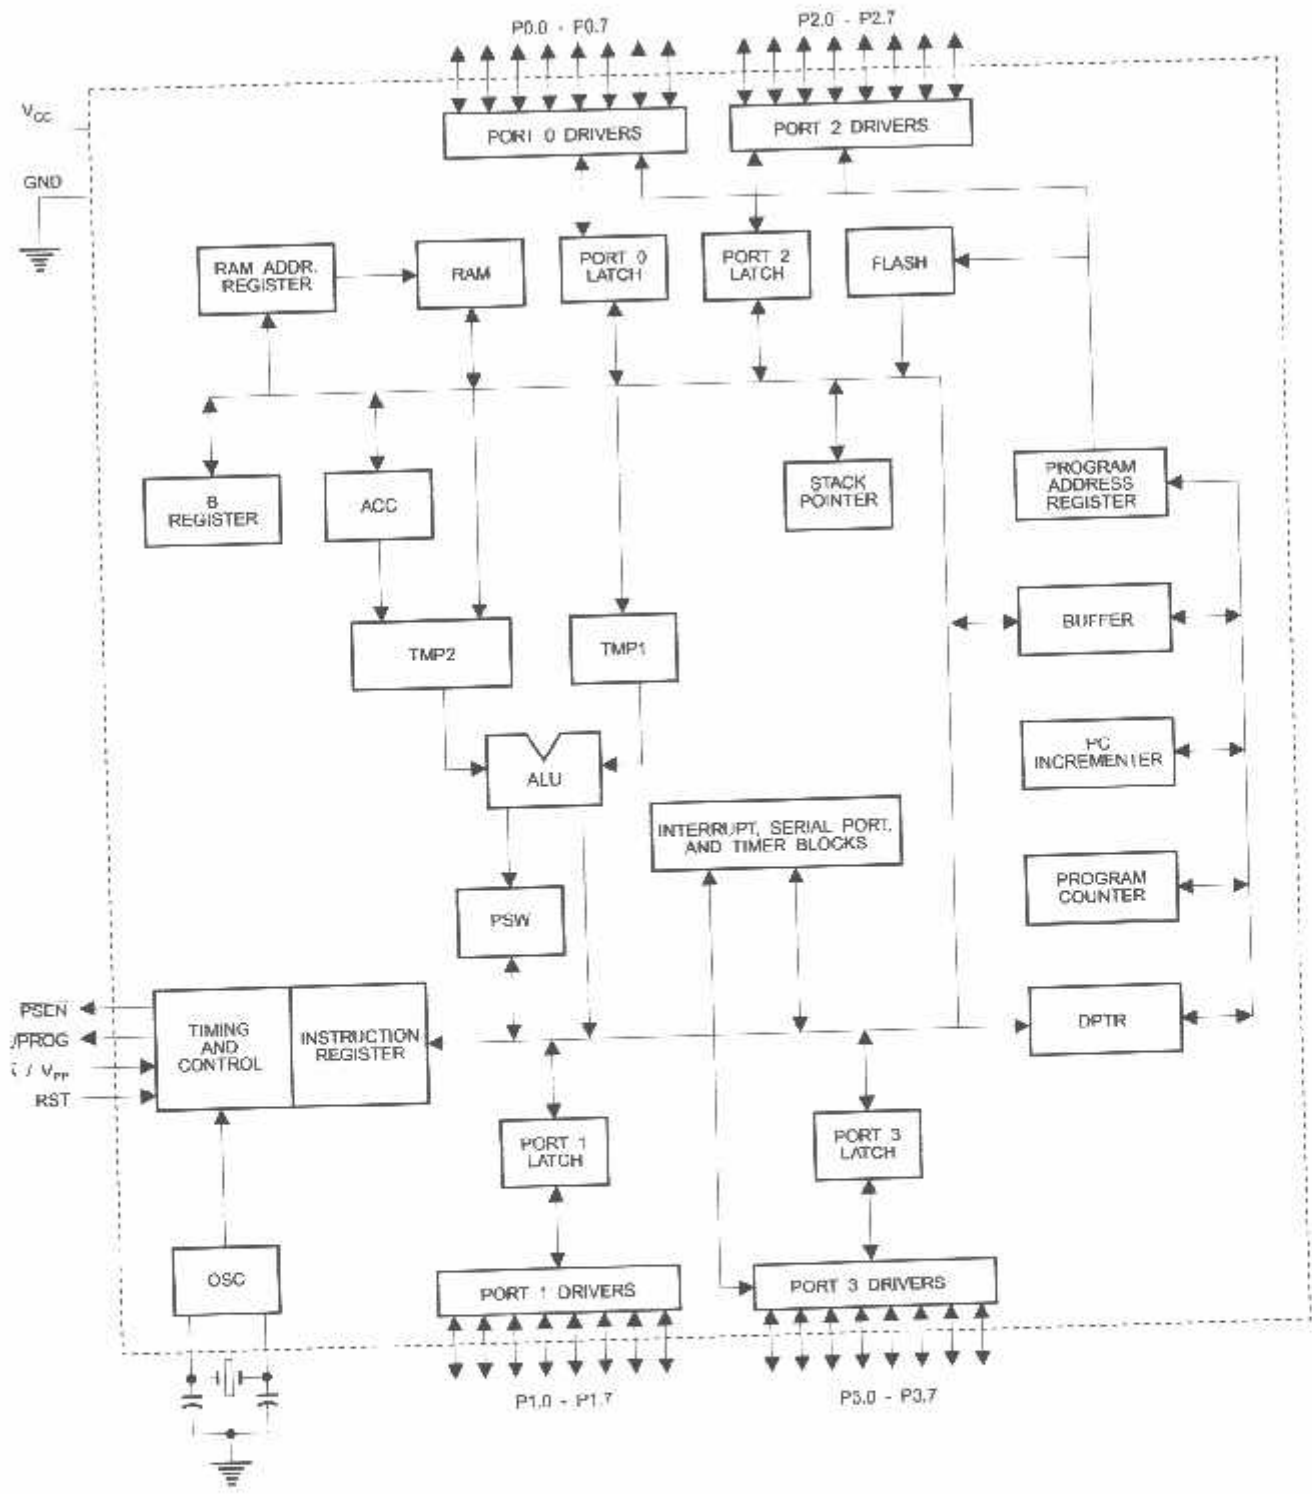 P0.0 - P0.7
P2.0 - P2.7
VCC
PORT 0 DRIVERS
PORT 2 DRIVERS
GND
RAM ADDR.
REGISTER
RAM
PORT 0
LATCH
PORT 2
LATCH
FLASH
B
REGISTER
ACC
STACK
POINTER
PROGRAM
ADDRESS
REGISTER
BUFFER
TMP2
TMP1
PC
INCREMENTER
ALU
INTERRUPT, SERIAL PORT,
AND TIMER BLOCKS
PROGRAM
COUNTER
PSW
PSEN
/PROG
/ VPP
RST
TIMING
AND
CONTROL
INSTRUCTION
REGISTER
DPTR
PORT 1
LATCH
PORT 3
LATCH
OSC
PORT 1 DRIVERS
PORT 3 DRIVERS
P1.0 - P1.7
P3.0 - P3.7